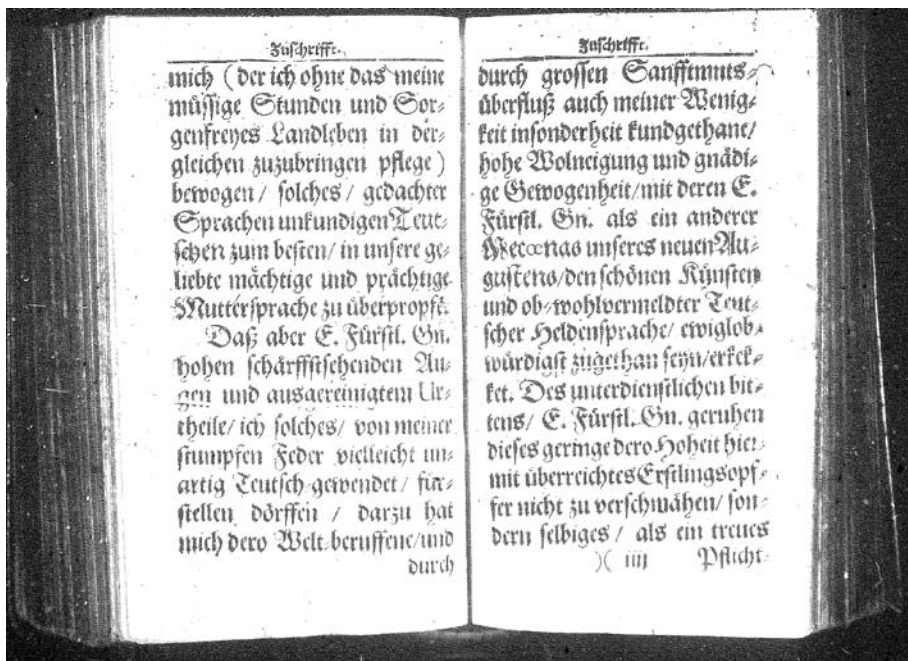 Zuschrifft.
mich (der ich ohne das meine
müssige Stunden und Sor⸗
genfreyes Landleben in der⸗
gleichen zuzubringen pflege)
bewogen / solches / gedachter
Sprachen unkundigen Teut⸗
schen zum besten / in unsere ge⸗
liebte mächtige und prächtige
Muttersprache zu überpropfẽ.
Daß aber E. Fürstl. Gn.
hohen schärffstsehenden Au⸗
gen und ausgereinigtem Ur⸗
theile / ich solches / von meiner
stumpfen Feder vielleicht un⸗
artig Teutsch gewendet / für⸗
stellen dörffen / darzu hat
mich dero Welt⸗beruffene / und
durch
Zuschrifft.
durch grossen Sanfftmuts⸗
überfluß auch meiner Wenig⸗
keit insonderheit kundgethane /
hohe Wolneigung und gnädi⸗
ge Gewogenheit / mit deren E.
Fürstl. Gn. als ein anderer
Mecœnas unseres neuen Au⸗
gustens / den schönen Künsten
und ob⸗wohlvermeldter Teut⸗
scher Heldensprache / ewiglob⸗
würdigst zugethan seyn / erkek⸗
ket. Des unterdienstlichen bit⸗
tens / E. Fürstl. Gn. geruhen
dieses geringe dero Hoheit hier⸗
mit überreichtes Erstlingsopf⸗
fer nicht zu verschmähen / son⸗
dern selbiges / als ein treues
)( iiij Pflicht⸗